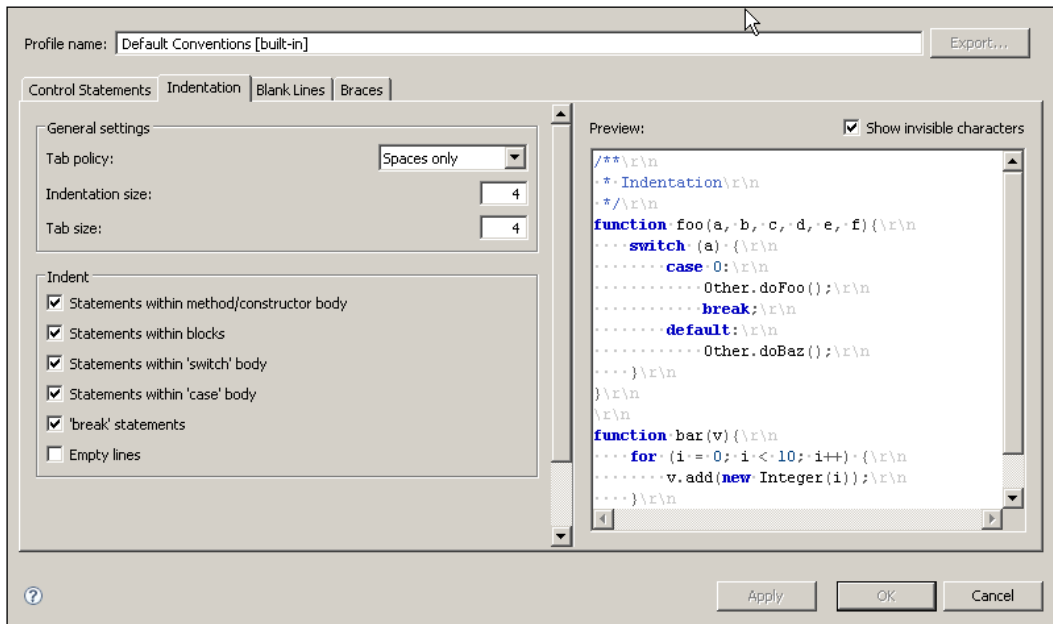 Profile name: Default Conventions [built-in] Export...
Control Statements Indentation Blank Lines Braces
General settings
Tab policy: Spaces only
Indentation size: 4
Tab size: 4
Indent
Statements within method/constructor body
Statements within blocks
Statements within 'switch' body
Statements within 'case' body
'break' statements
Empty lines
Preview: Show invisible characters
/**\r\n
·*·Indentation\r\n
·*/\r\n
function·foo(a,·b,·c,·d,·e,·f){\r\n
····switch·(a)·{\r\n
········case·0:\r\n
············Other.doFoo();\r\n
············break;\r\n
········default:\r\n
············Other.doBaz();\r\n
····}\r\n
}\r\n
\r\n
function·bar(v){\r\n
····for·(i·=·0;·i·<·10;·i++)·{\r\n
········v.add(new·Integer(i));\r\n
····}\r\n
? Apply OK Cancel